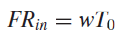 FR_{in} = wT_0